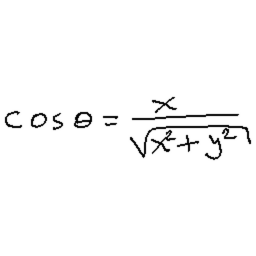 cos θ = x / √(x² + y²)